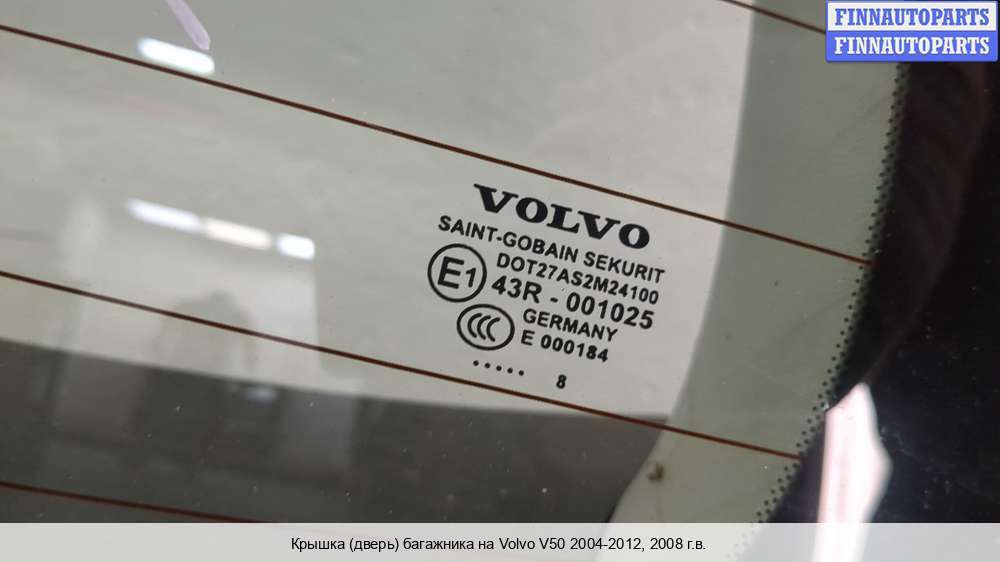 FINNAUTOPARTS
FINNAUTOPARTS
VOLVO
SAINT-GOBAIN SEKURIT
DOT27AS2M24100
E1
43R - 001025
GERMANY
CCC
E 000184
..... 8
Крышка (дверь) багажника на Volvo V50 2004-2012, 2008 г.в.